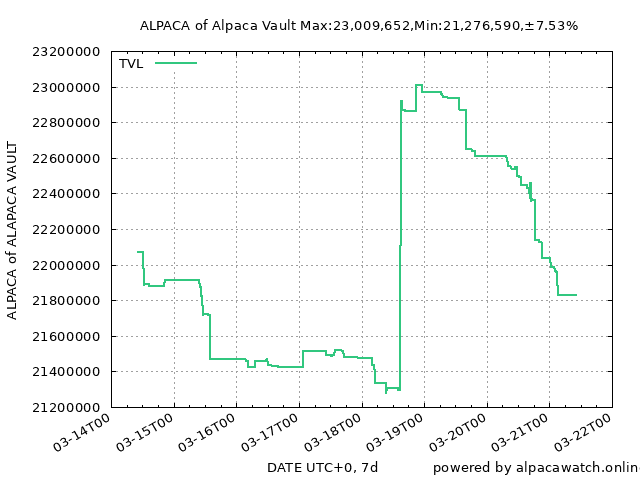 ALPACA of Alpaca Vault Max:23,009,652,Min:21,276,590,±7.53%
TVL
23200000
23000000
22800000
22600000
22400000
22200000
22000000
21800000
21600000
21400000
21200000
ALPACA of ALAPACA VAULT
03-14T00
03-15T00
03-16T00
03-17T00
03-18T00
03-19T00
03-20T00
03-21T00
03-22T00
DATE UTC+0, 7d
powered by alpacawatch.onlin